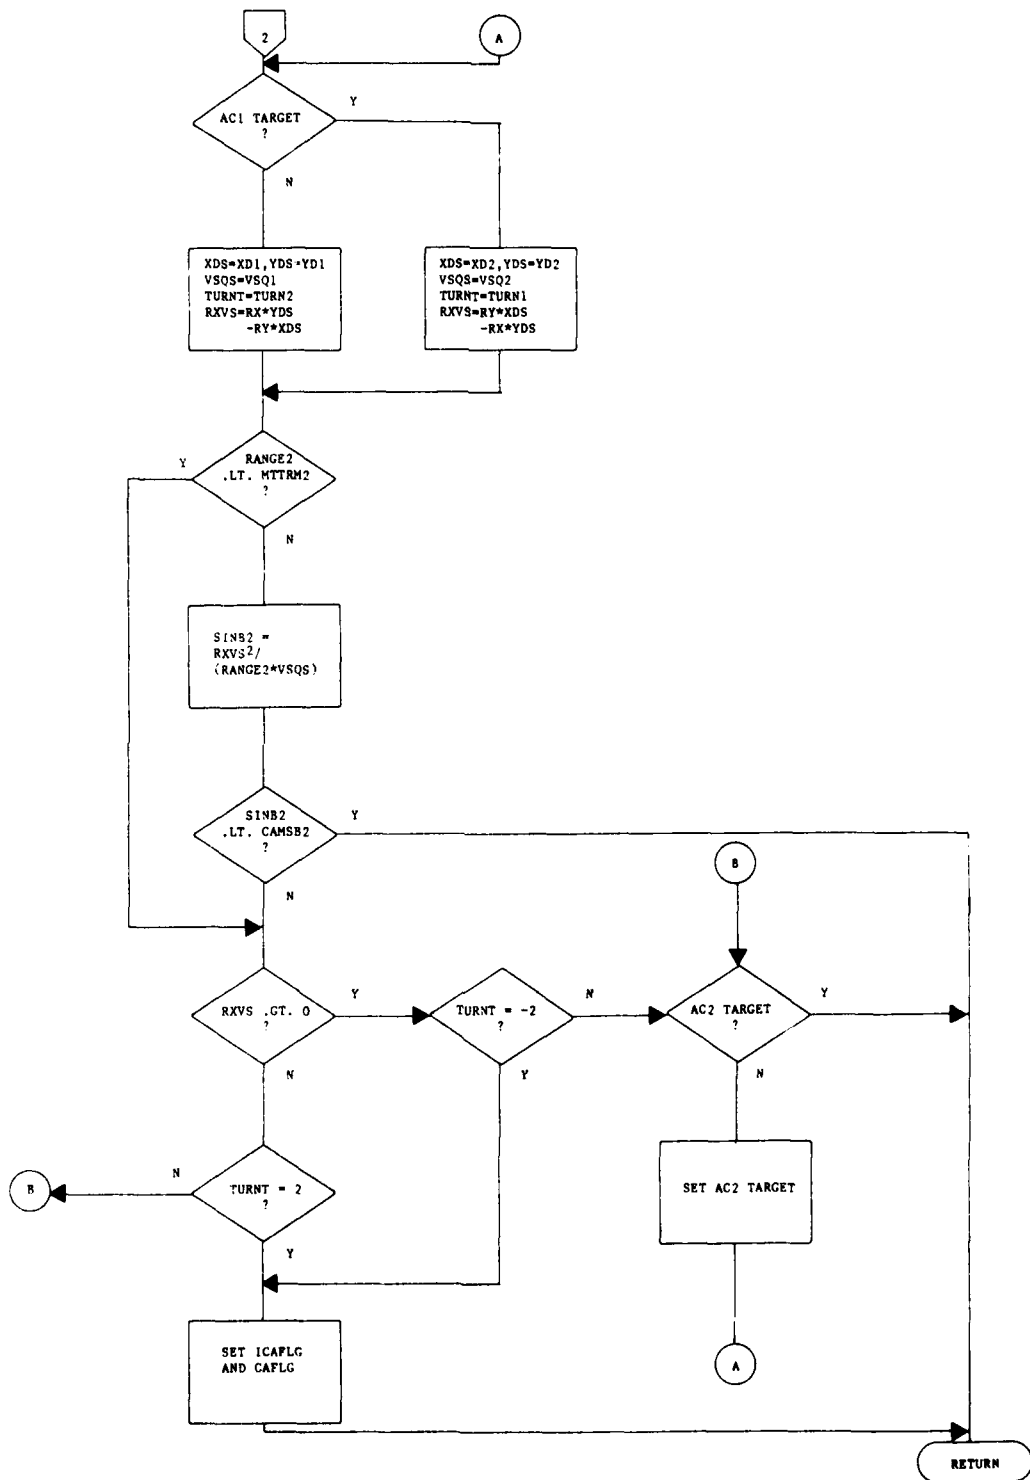 2
A
AC1 TARGET
?
Y
N
XDS=XD1,YDS=YD1
VSQS=VSQ1
TURNT=TURN2
RXVS=RX*YDS
-RY*XDS
XDS=XD2,YDS=YD2
VSQS=VSQ2
TURNT=TURN1
RXVS=RY*XDS
-RX*YDS
RANGE2
.LT. MTTRM2
?
Y
N
SINB2 =
RXVS²/
(RANGE2*VSQS)
SINB2
.LT. CAMSB2
?
Y
N
B
RXVS .GT. 0
?
Y
N
TURNT = -2
?
N
Y
AC2 TARGET
?
Y
N
TURNT = 2
?
N
Y
B
SET AC2 TARGET
SET ICAFLG
AND CAFLG
A
RETURN